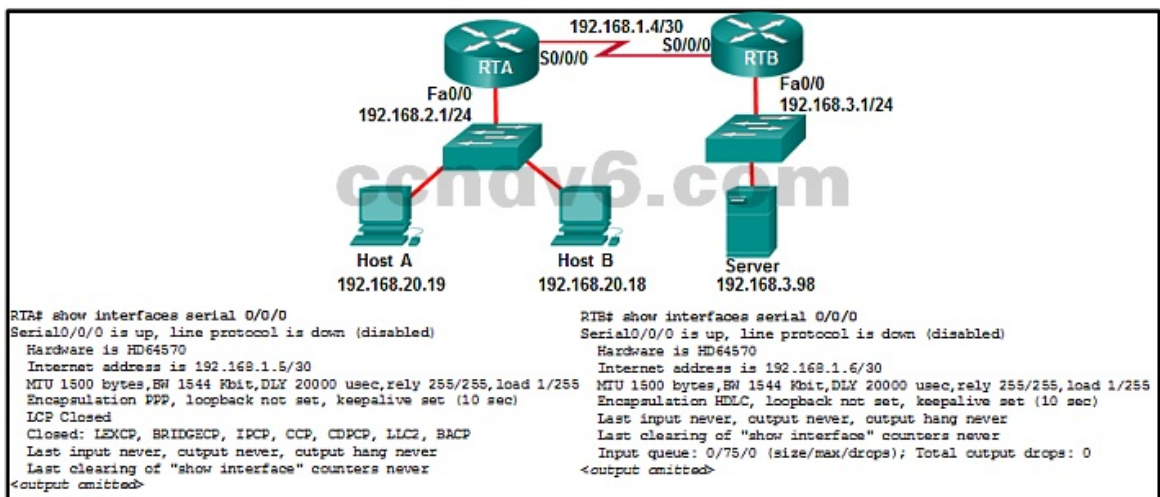 192.168.1.4/30
S0/0/0
S0/0/0
RTA
RTB
Fa0/0
192.168.2.1/24
Fa0/0
192.168.3.1/24
ccndv6.com
Host A
192.168.20.19
Host B
192.168.20.18
Server
192.168.3.98
RTA# show interfaces serial 0/0/0
Serial0/0/0 is up, line protocol is down (disabled)
Hardware is HD64570
Internet address is 192.168.1.5/30
MTU 1500 bytes,BW 1544 Kbit,DLY 20000 usec,rely 255/255,load 1/255
Encapsulation PPP, loopback not set, keepalive set (10 sec)
LCP Closed
Closed: LEXCP, BRIDGECP, IPCP, CCP, CDPCP, LLC2, BACP
Last input never, output never, output hang never
Last clearing of "show interface" counters never
<output omitted>
RTB# show interfaces serial 0/0/0
Serial0/0/0 is up, line protocol is down (disabled)
Hardware is HD64570
Internet address is 192.168.1.6/30
MTU 1500 bytes,BW 1544 Kbit,DLY 20000 usec,rely 255/255,load 1/255
Encapsulation HDLC, loopback not set, keepalive set (10 sec)
Last input never, output never, output hang never
Last clearing of "show interface" counters never
Input queue: 0/75/0 (size/max/drops); Total output drops: 0
<output omitted>